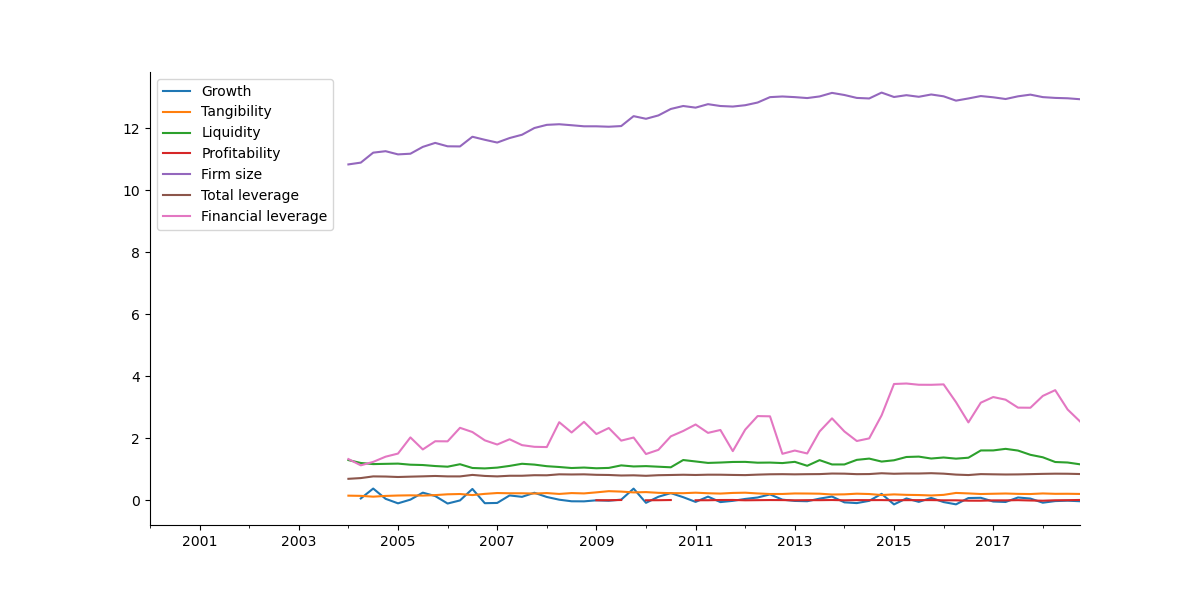 Growth
Tangibility
Liquidity
Profitability
Firm size
Total leverage
Financial leverage
12
10
8
6
4
2
0
2001 2003 2005 2007 2009 2011 2013 2015 2017